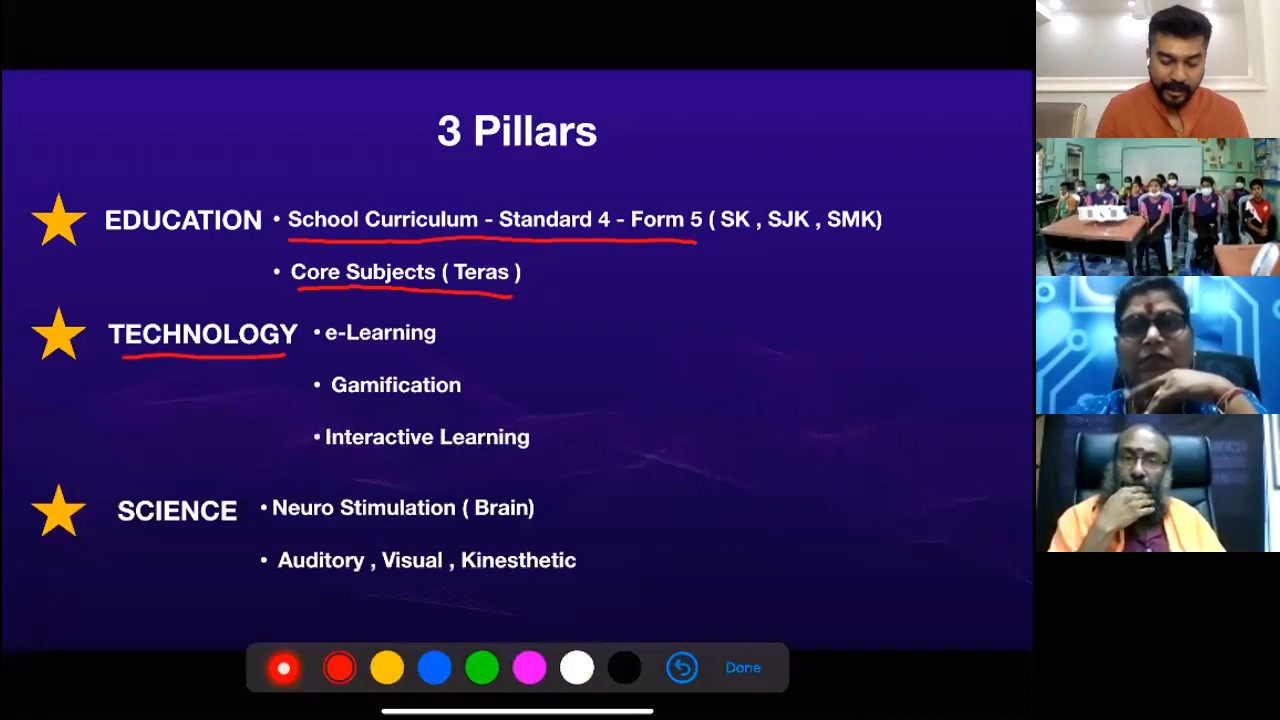 3 Pillars
EDUCATION • School Curriculum - Standard 4 - Form 5 ( SK , SJK , SMK)
• Core Subjects ( Teras )
TECHNOLOGY • e-Learning
• Gamification
• Interactive Learning
SCIENCE • Neuro Stimulation ( Brain)
• Auditory , Visual , Kinesthetic
Done